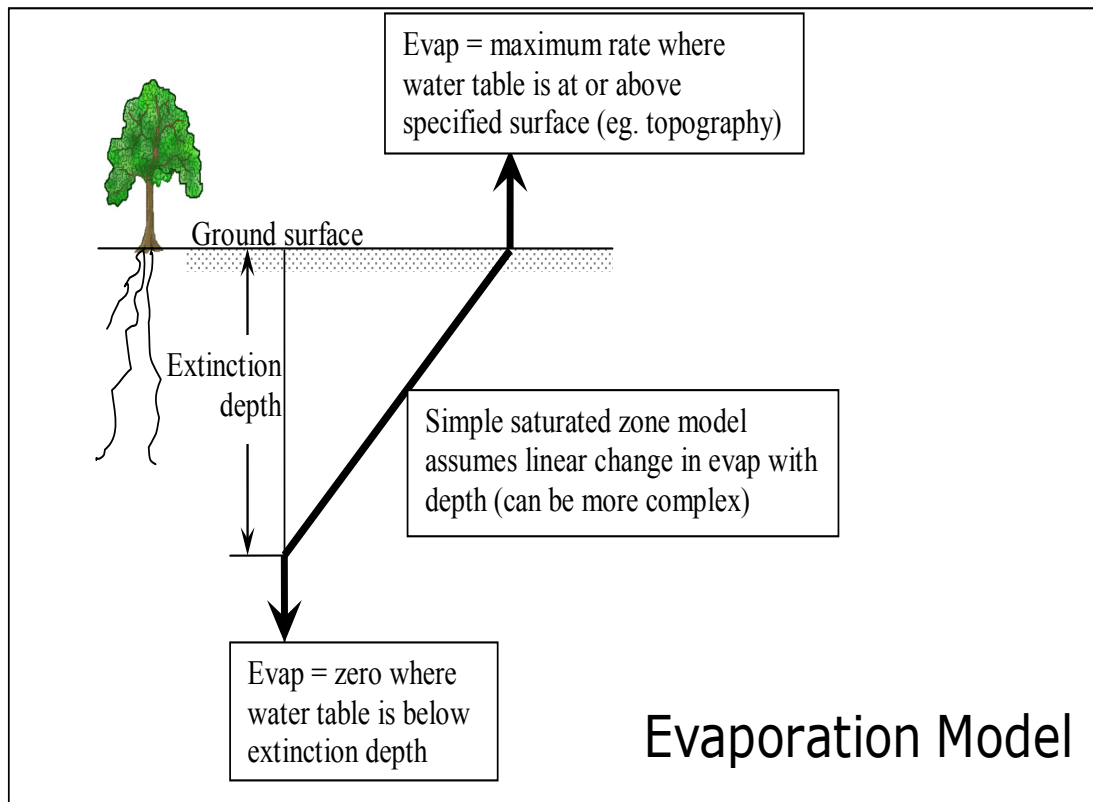 Evap = maximum rate where
water table is at or above
specified surface (eg. topography)
Ground surface
Extinction
depth
Simple saturated zone model
assumes linear change in evap with
depth (can be more complex)
Evap = zero where
water table is below
extinction depth
Evaporation Model